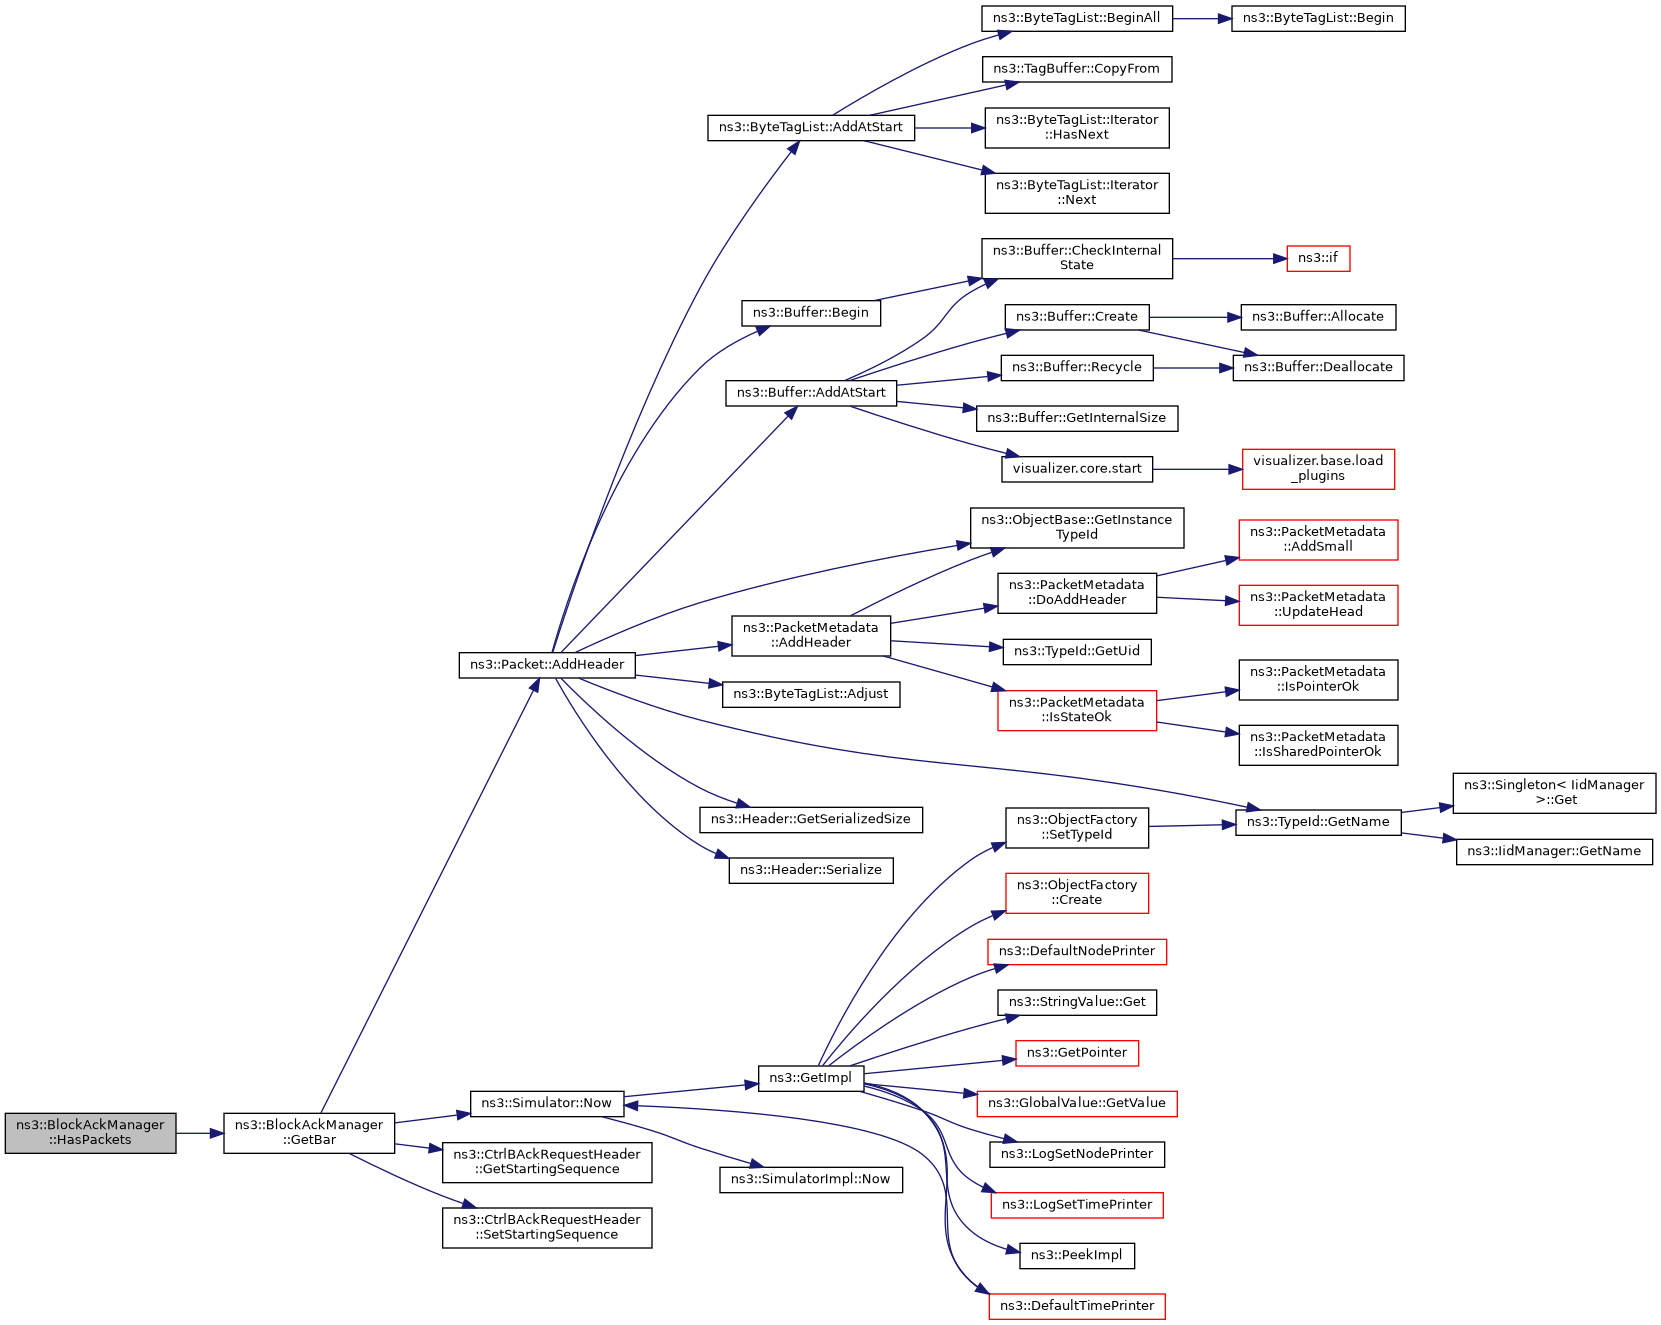 ns3::BlockAckManager
::HasPackets
ns3::BlockAckManager
::GetBar
ns3::Packet::AddHeader
ns3::Simulator::Now
ns3::CtrlBAckRequestHeader
::GetStartingSequence
ns3::CtrlBAckRequestHeader
::SetStartingSequence
ns3::ByteTagList::AddAtStart
ns3::Buffer::Begin
ns3::Buffer::AddAtStart
ns3::PacketMetadata
::AddHeader
ns3::ByteTagList::Adjust
ns3::Header::GetSerializedSize
ns3::Header::Serialize
ns3::GetImpl
ns3::SimulatorImpl::Now
ns3::ByteTagList::BeginAll
ns3::TagBuffer::CopyFrom
ns3::ByteTagList::Iterator
::HasNext
ns3::ByteTagList::Iterator
::Next
ns3::Buffer::CheckInternal
State
ns3::Buffer::Create
ns3::Buffer::Recycle
ns3::Buffer::GetInternalSize
visualizer.core.start
ns3::ObjectBase::GetInstance
TypeId
ns3::PacketMetadata
::DoAddHeader
ns3::TypeId::GetUid
ns3::PacketMetadata
::IsStateOk
ns3::ObjectFactory
::SetTypeId
ns3::ObjectFactory
::Create
ns3::DefaultNodePrinter
ns3::StringValue::Get
ns3::GetPointer
ns3::GlobalValue::GetValue
ns3::LogSetNodePrinter
ns3::LogSetTimePrinter
ns3::PeekImpl
ns3::DefaultTimePrinter
ns3::ByteTagList::Begin
ns3::if
ns3::Buffer::Allocate
ns3::Buffer::Deallocate
visualizer.base.load
_plugins
ns3::PacketMetadata
::AddSmall
ns3::PacketMetadata
::UpdateHead
ns3::PacketMetadata
::IsPointerOk
ns3::PacketMetadata
::IsSharedPointerOk
ns3::TypeId::GetName
ns3::Singleton< IidManager
>::Get
ns3::IidManager::GetName